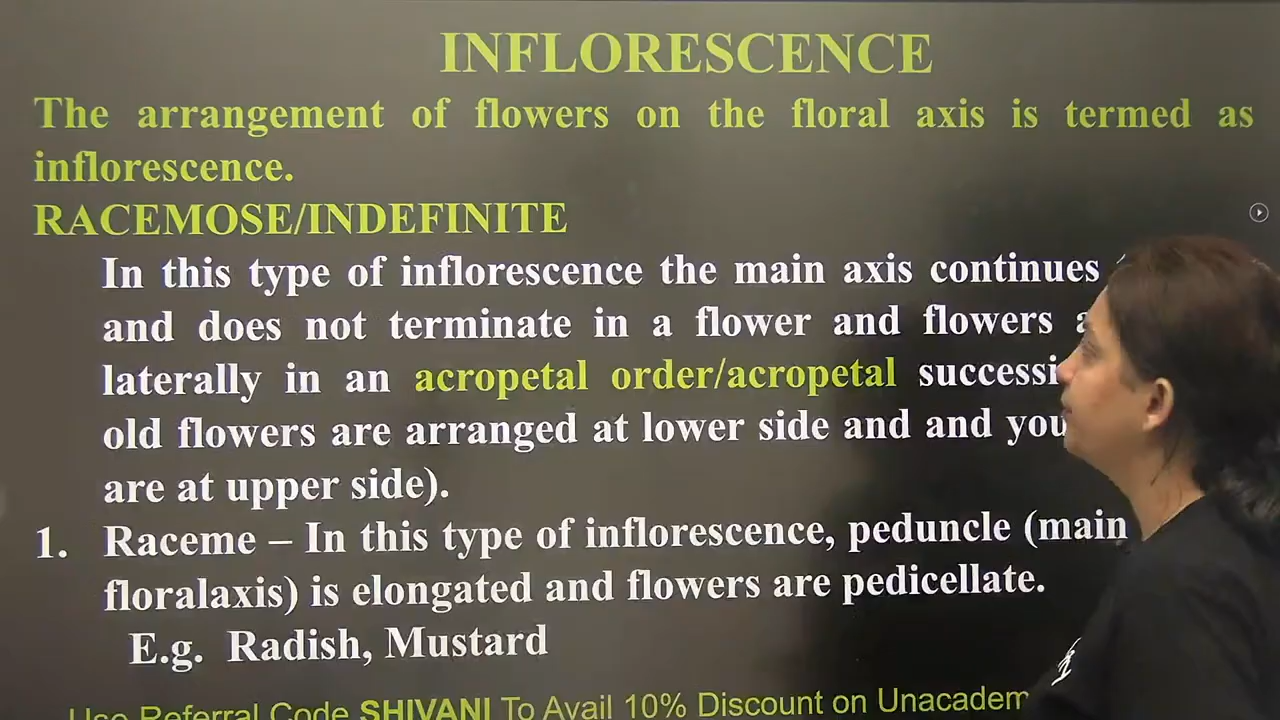 INFLORESCENCE
The arrangement of flowers on the floral axis is termed as
inflorescence.
RACEMOSE/INDEFINITE
In this type of inflorescence the main axis continues
and does not terminate in a flower and flowers
laterally in an acropetal order/acropetal
old flowers are arranged at lower side and and
are at upper side).
1. Raceme – In this type of inflorescence, peduncle (main
floralaxis) is elongated and flowers are pedicellate.
E.g. Radish, Mustard
Use Referral Code SHIVANI To Avail 10% Discount on